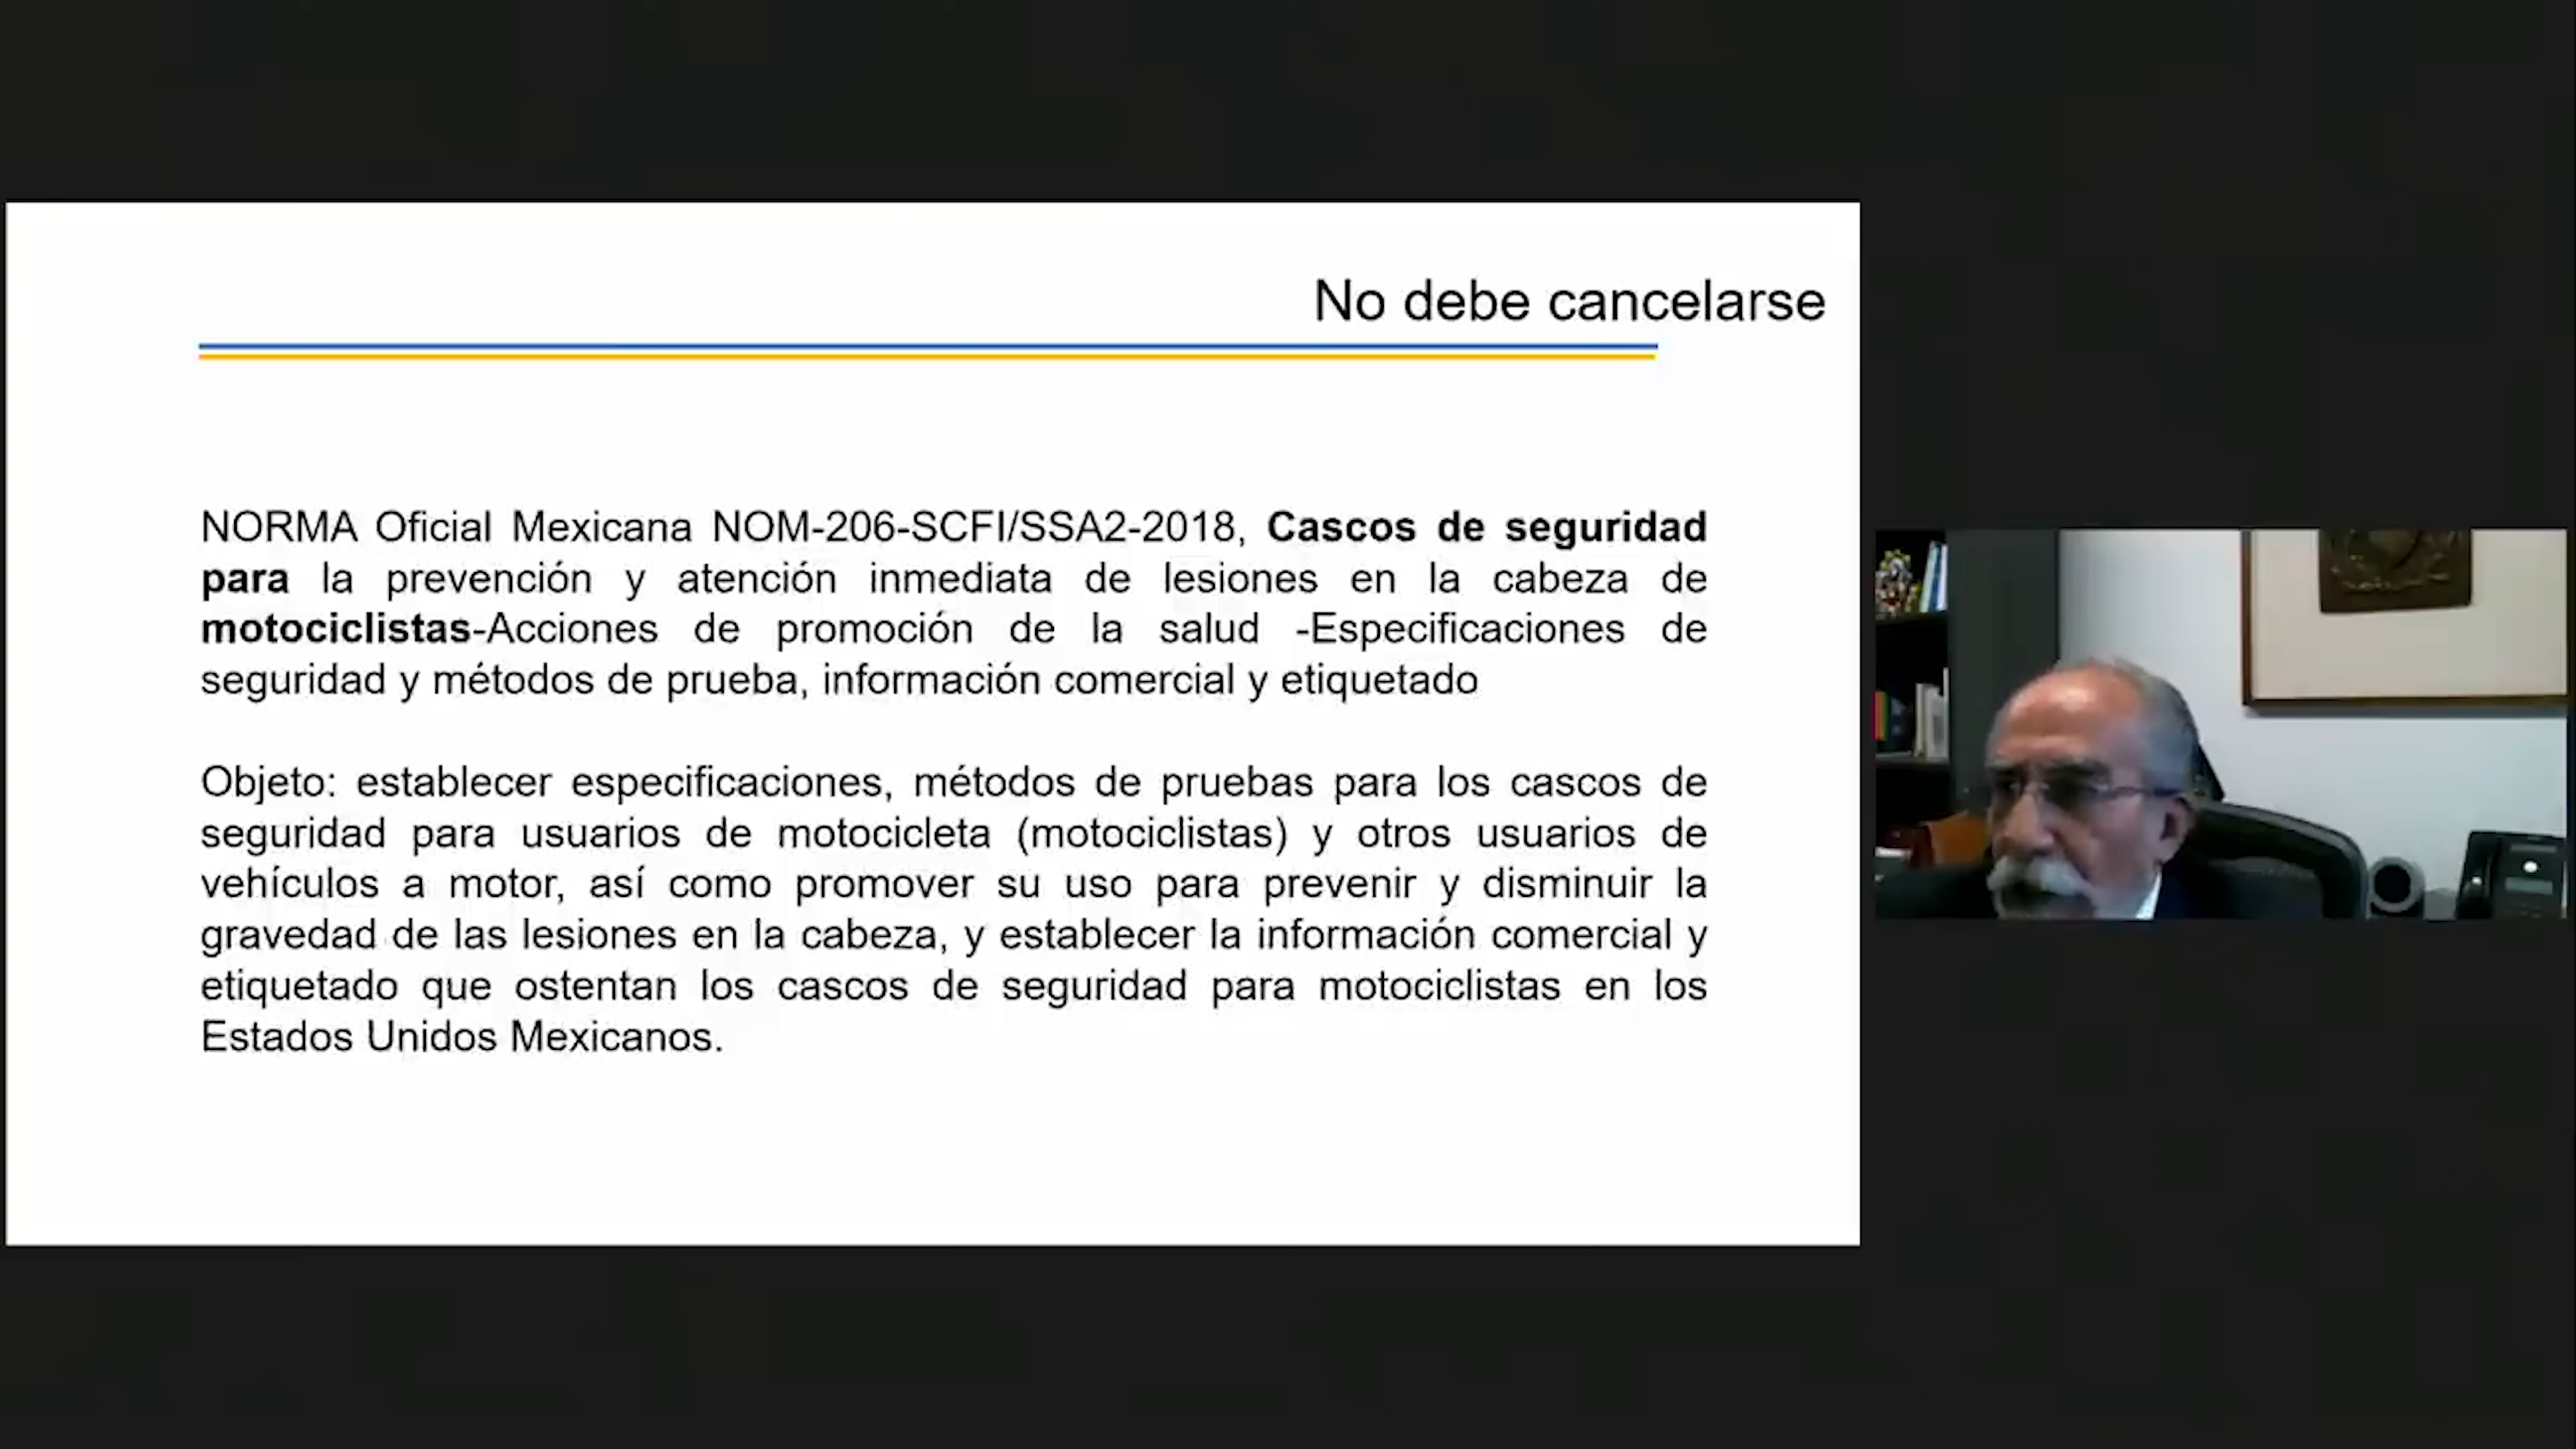 No debe cancelarse
NORMA Oficial Mexicana NOM-206-SCFI/SSA2-2018, Cascos de seguridad
para la prevención y atención inmediata de lesiones en la cabeza de
motociclistas-Acciones de promoción de la salud -Especificaciones de
seguridad y métodos de prueba, información comercial y etiquetado
Objeto: establecer especificaciones, métodos de pruebas para los cascos de
seguridad para usuarios de motocicleta (motociclistas) y otros usuarios de
vehículos a motor, así como promover su uso para prevenir y disminuir la
gravedad de las lesiones en la cabeza, y establecer la información comercial y
etiquetado que ostentan los cascos de seguridad para motociclistas en los
Estados Unidos Mexicanos.